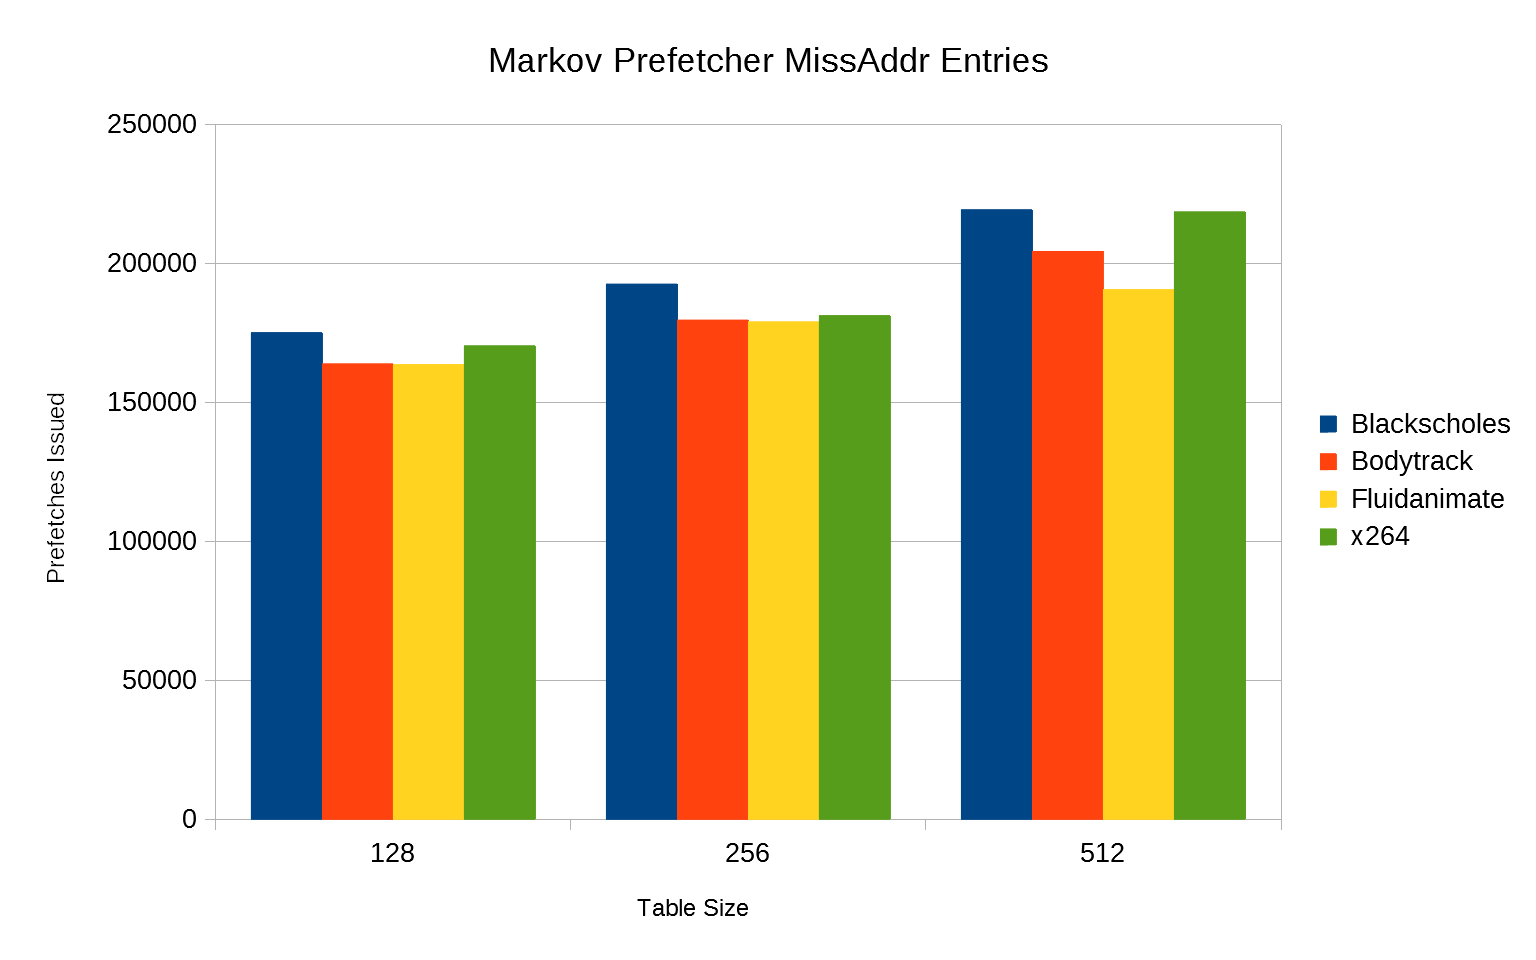 Markov Prefetcher MissAddr Entries
250000
200000
150000
100000
50000
0
Prefetches Issued
128
256
512
Table Size
Blackscholes
Bodytrack
Fluidanimate
x264